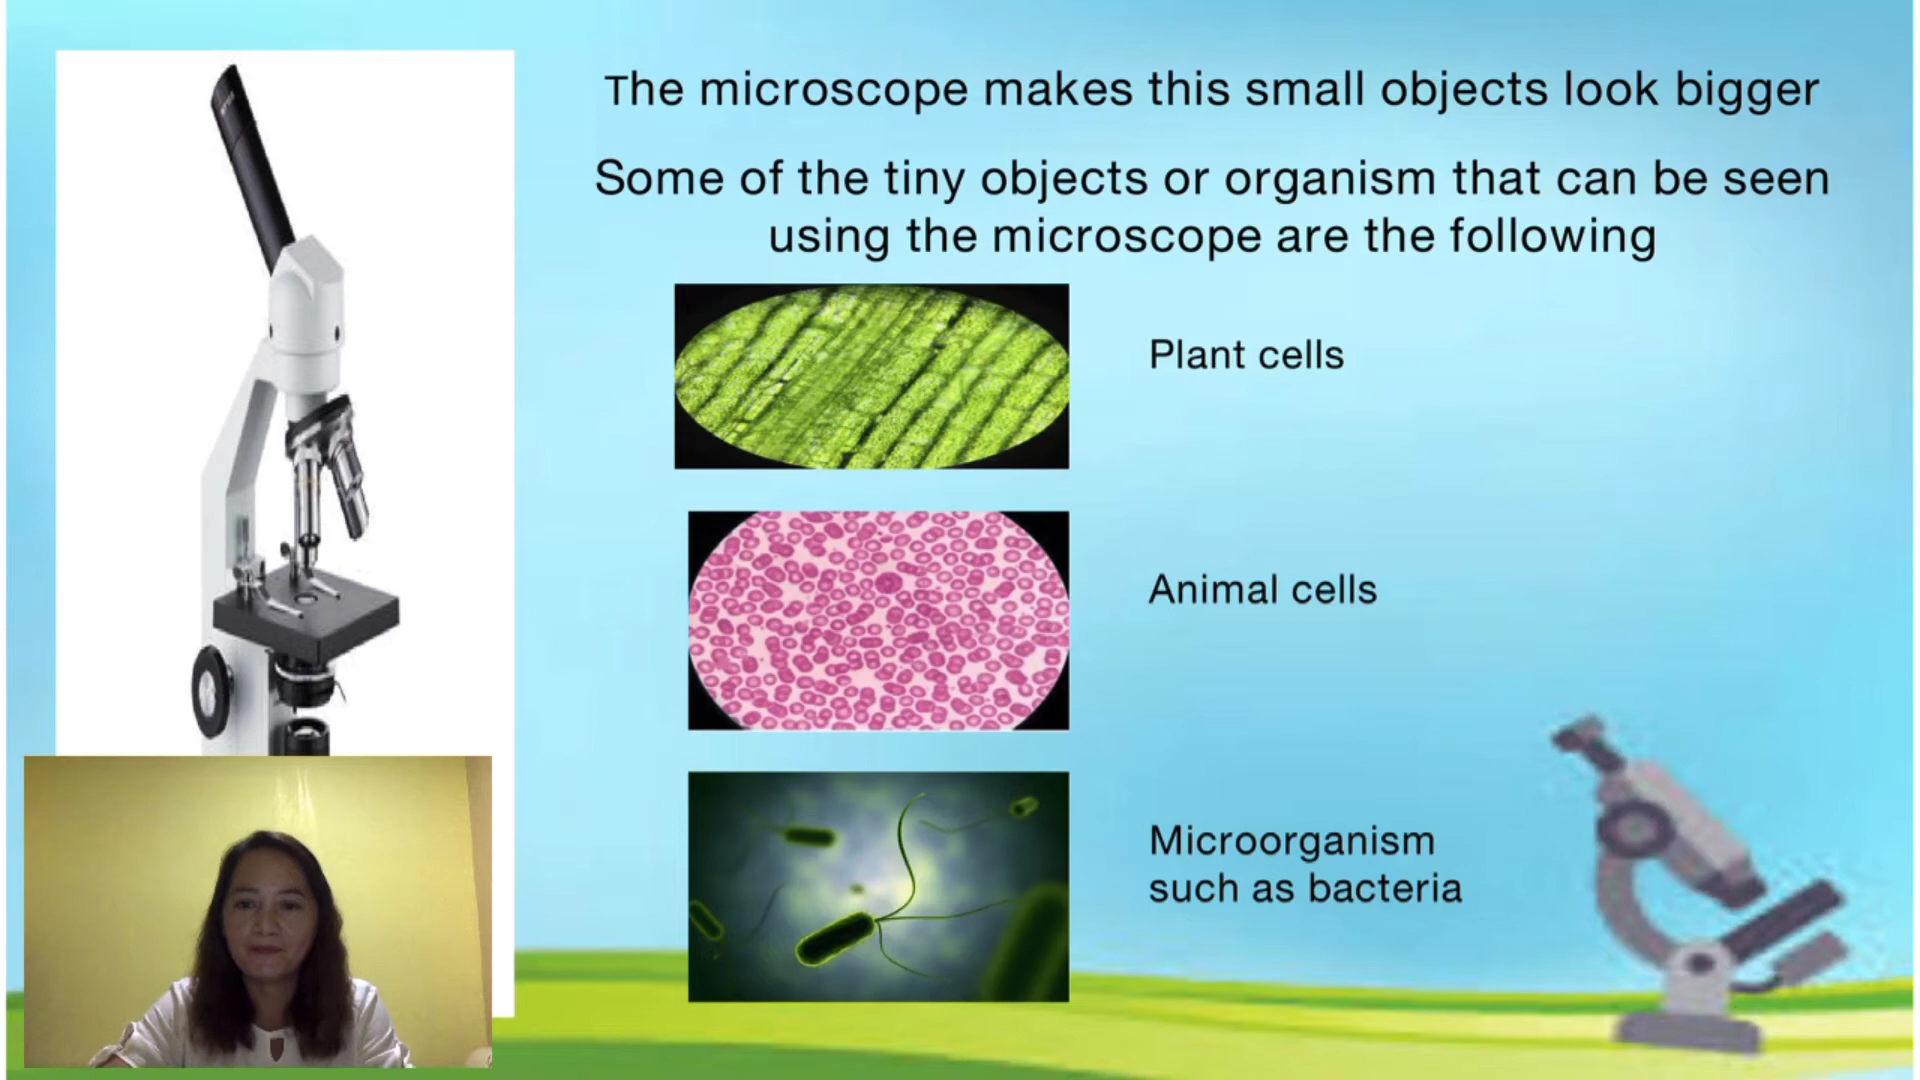 The microscope makes this small objects look bigger
Some of the tiny objects or organism that can be seen
using the microscope are the following
Plant cells
Animal cells
Microorganism
such as bacteria